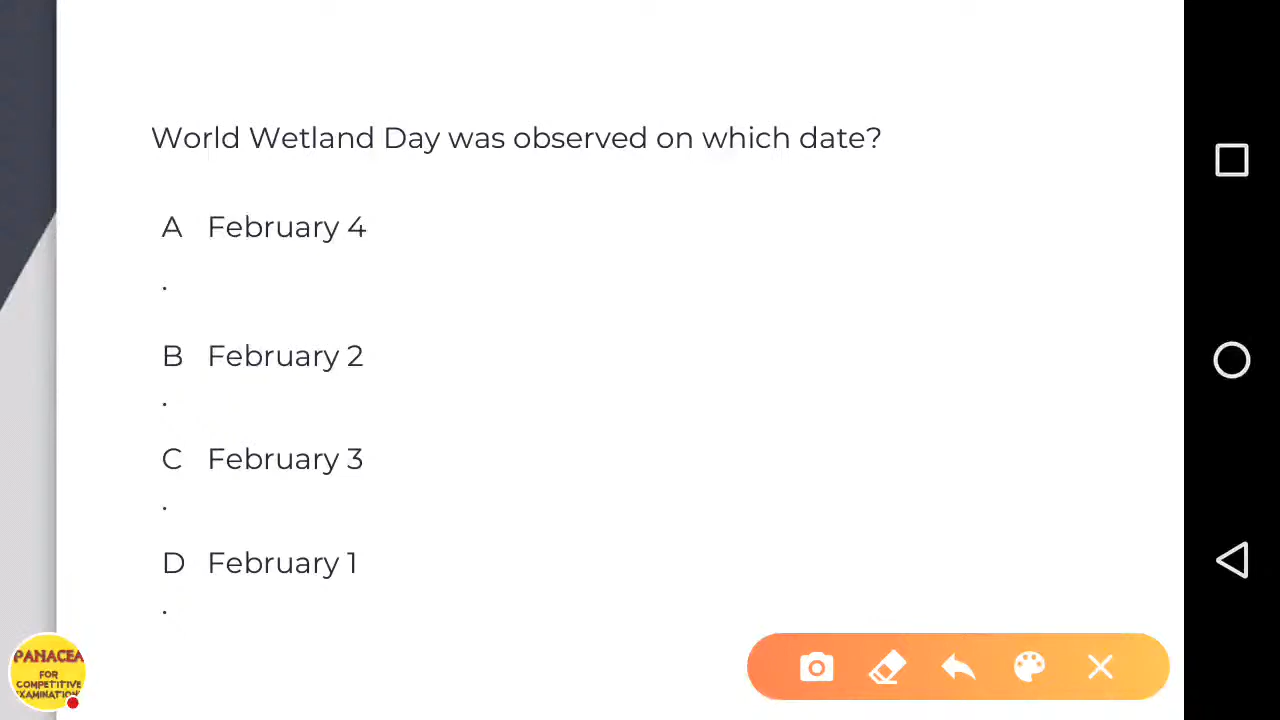 World Wetland Day was observed on which date?
A February 4
.
B February 2
.
C February 3
.
D February 1
.
PANACEA
FOR
COMPETITIVE
EXAMINATION